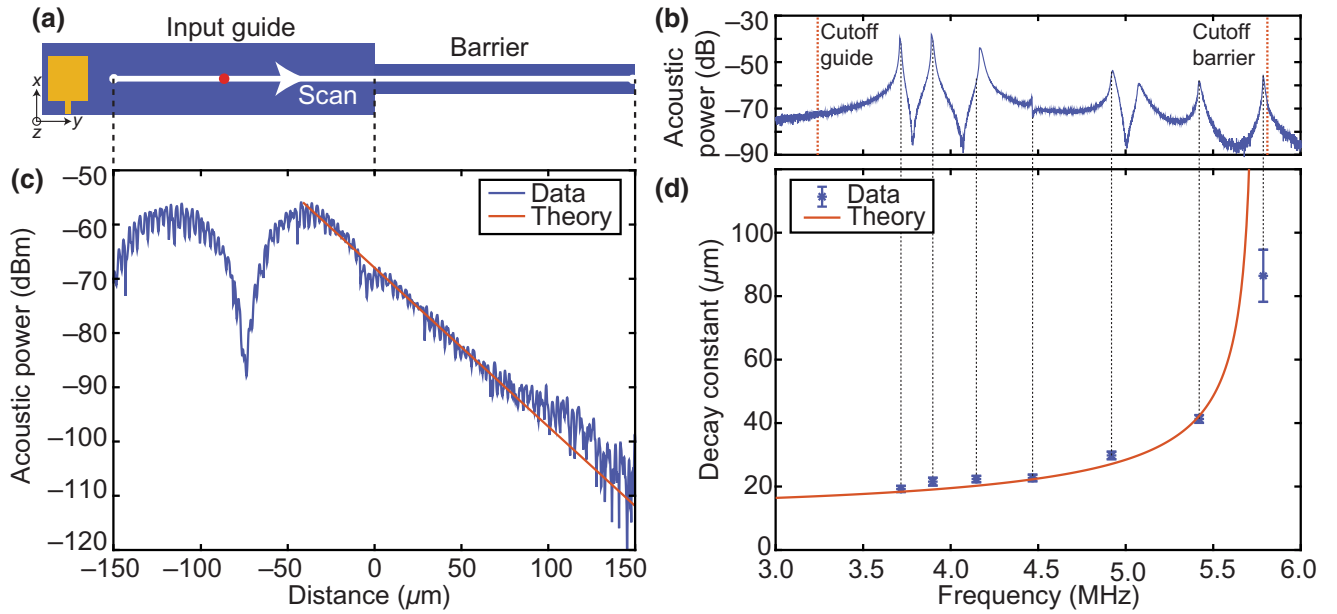 (a)
Input guide
Barrier
Scan
x
z
y
(b)
Acoustic
power (dB)
–30
–50
–70
–90
Cutoff
guide
Cutoff
barrier
(c)
Acoustic power (dBm)
–50
–60
–70
–80
–90
–100
–110
–120
Data
Theory
–150
–100
–50
0
50
100
150
Distance (µm)
(d)
Decay constant (µm)
100
80
60
40
20
0
Data
Theory
3.0
3.5
4.0
4.5
5.0
5.5
6.0
Frequency (MHz)